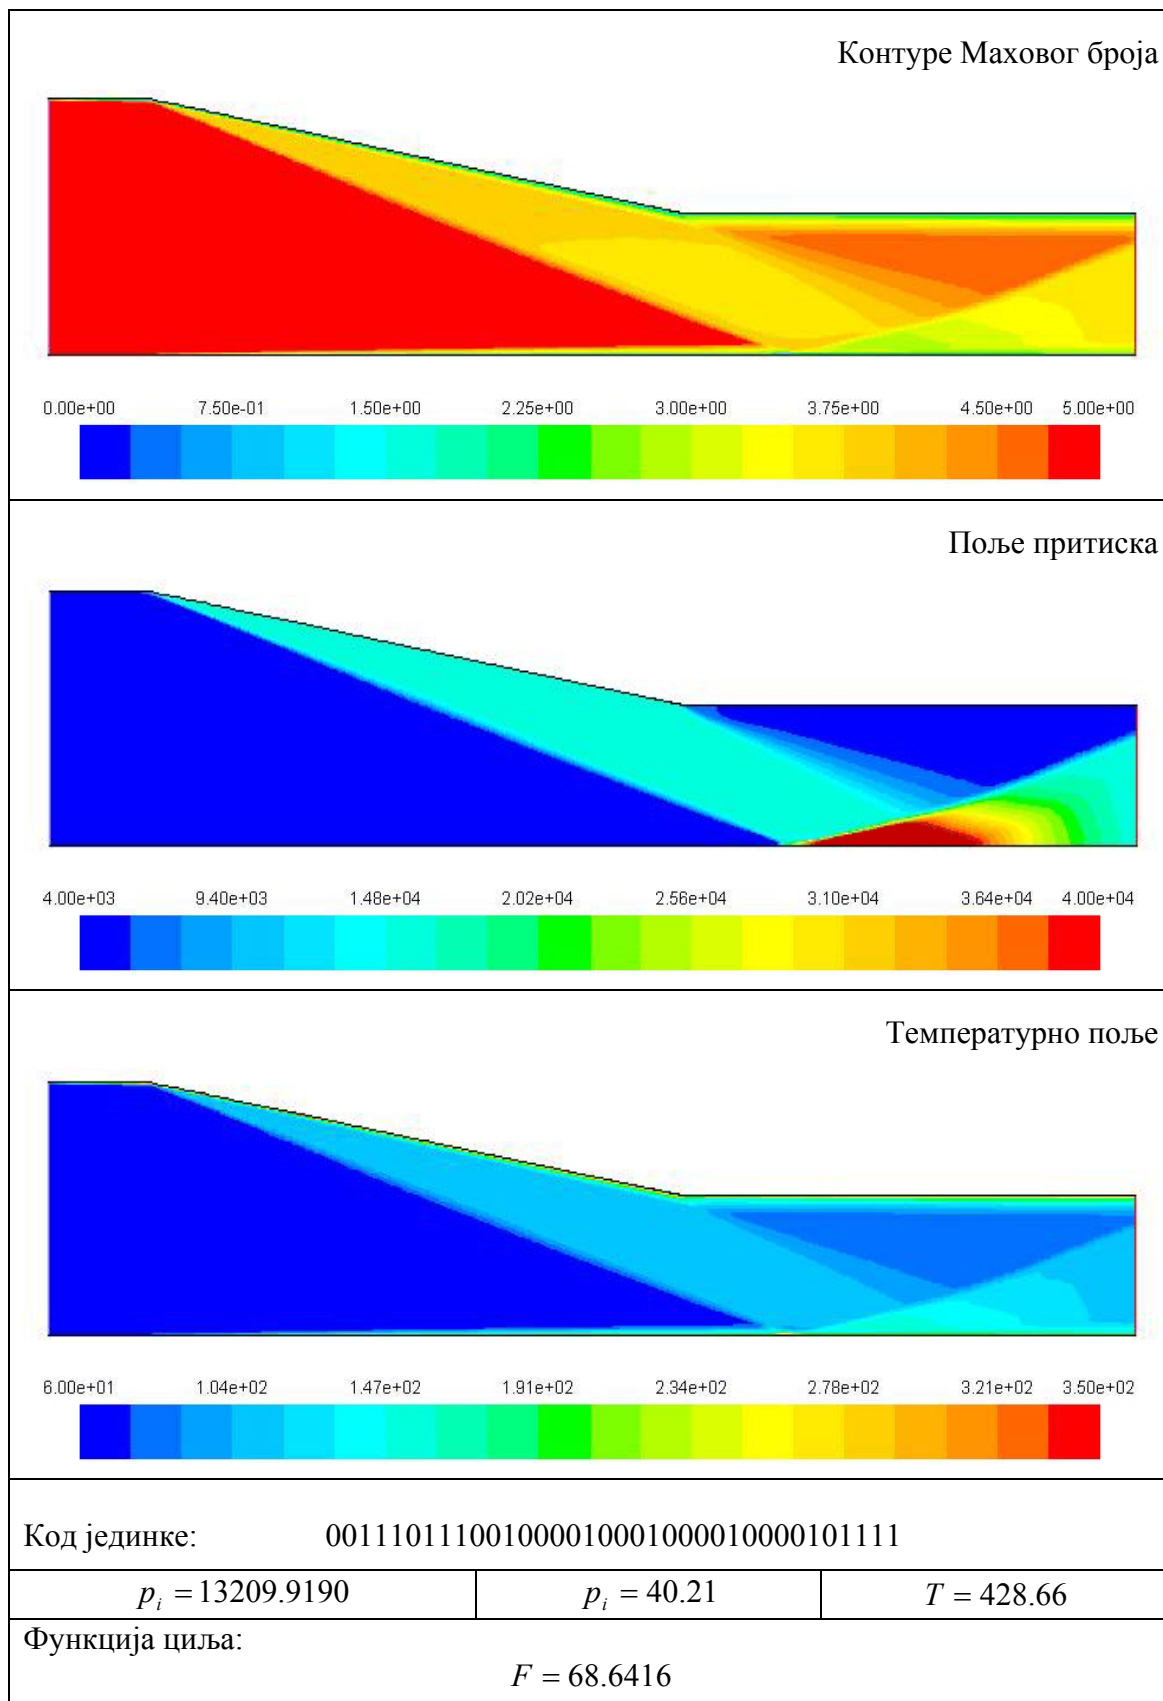 Контуре Маховог броја
0.00e+00 7.50e-01 1.50e+00 2.25e+00 3.00e+00 3.75e+00 4.50e+00 5.00e+00
Поље притиска
4.00e+03 9.40e+03 1.48e+04 2.02e+04 2.56e+04 3.10e+04 3.64e+04 4.00e+04
Температурно поље
6.00e+01 1.04e+02 1.47e+02 1.91e+02 2.34e+02 2.78e+02 3.21e+02 3.50e+02
Код јединке: 00111011100100001000100001000010​1111
p_i = 13209.9190 p_i = 40.21 T = 428.66
Функција циља:
F = 68.6416